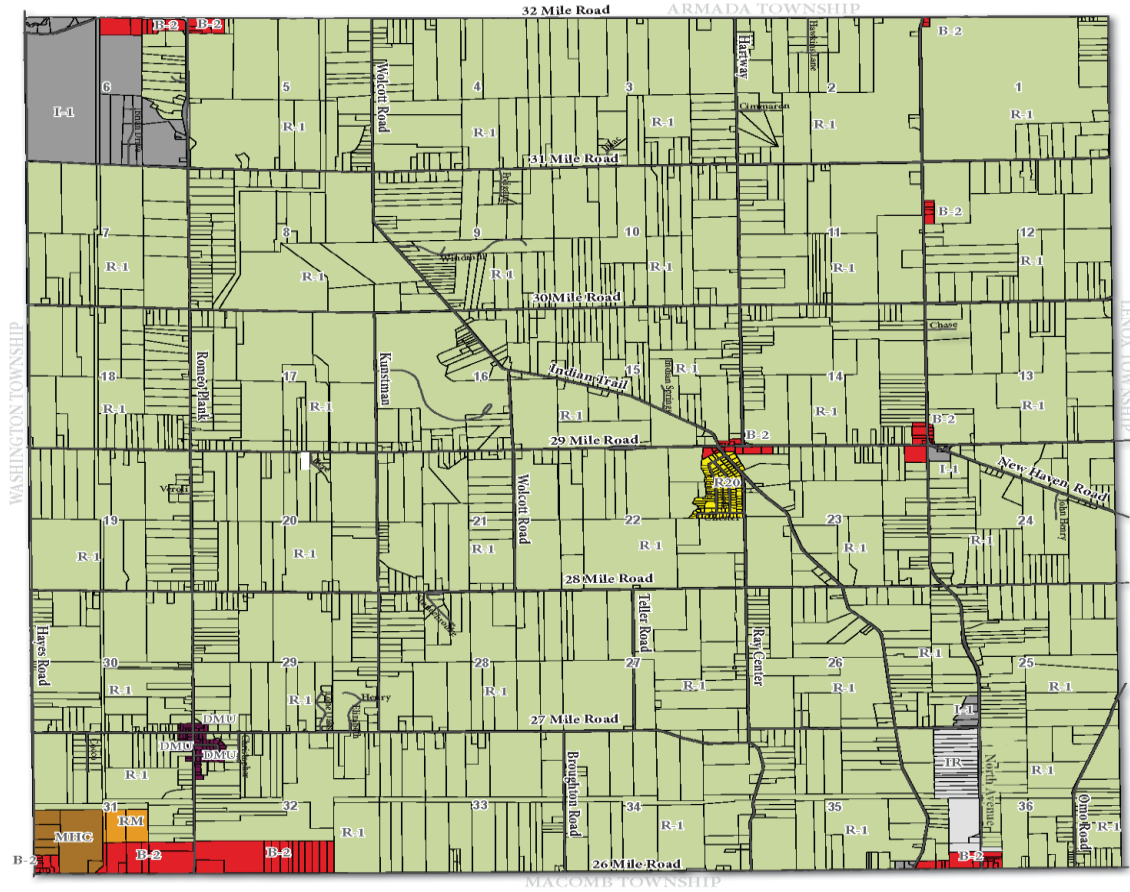 32 Mile Road
ARMADA TOWNSHIP
B-2
B-2
B-2
Hartway
Wolcott Road
6
5
4
3
2
1
I-1
Cimmaron
R-1
R-1
R-1
R-1
R-1
31 Mile Road
B-2
7
8
9
10
11
12
R-1
R-1
R-1
R-1
R-1
R-1
30 Mile Road
WASHINGTON TOWNSHIP
LENOX TOWNSHIP
Chase
Romeo Plank
Kunstman
Indian Trail
18
17
16
15
R-1
14
13
R-1
R-1
R-1
R-1
R-1
B-2
29 Mile Road
B-2
I-1
New Haven Road
Wolcott Road
R20
John Henry
19
20
21
22
23
24
R-1
R-1
R-1
R-1
R-1
R-1
28 Mile Road
Teller Road
Hayes Road
Ray Center
30
29
28
27
26
R-1
25
R-1
R-1
Henry
R-1
R-1
R-1
R-1
I-1
27 Mile Road
DMU
DMU
DMU
R-1
Broughton Road
IR
North Avenue
R-1
Omo Road
31
32
33
34
35
36
RM
MHC
R-1
R-1
R-1
R-1
B-2
B-2
B-2
B-2
26 Mile Road
MACOMB TOWNSHIP